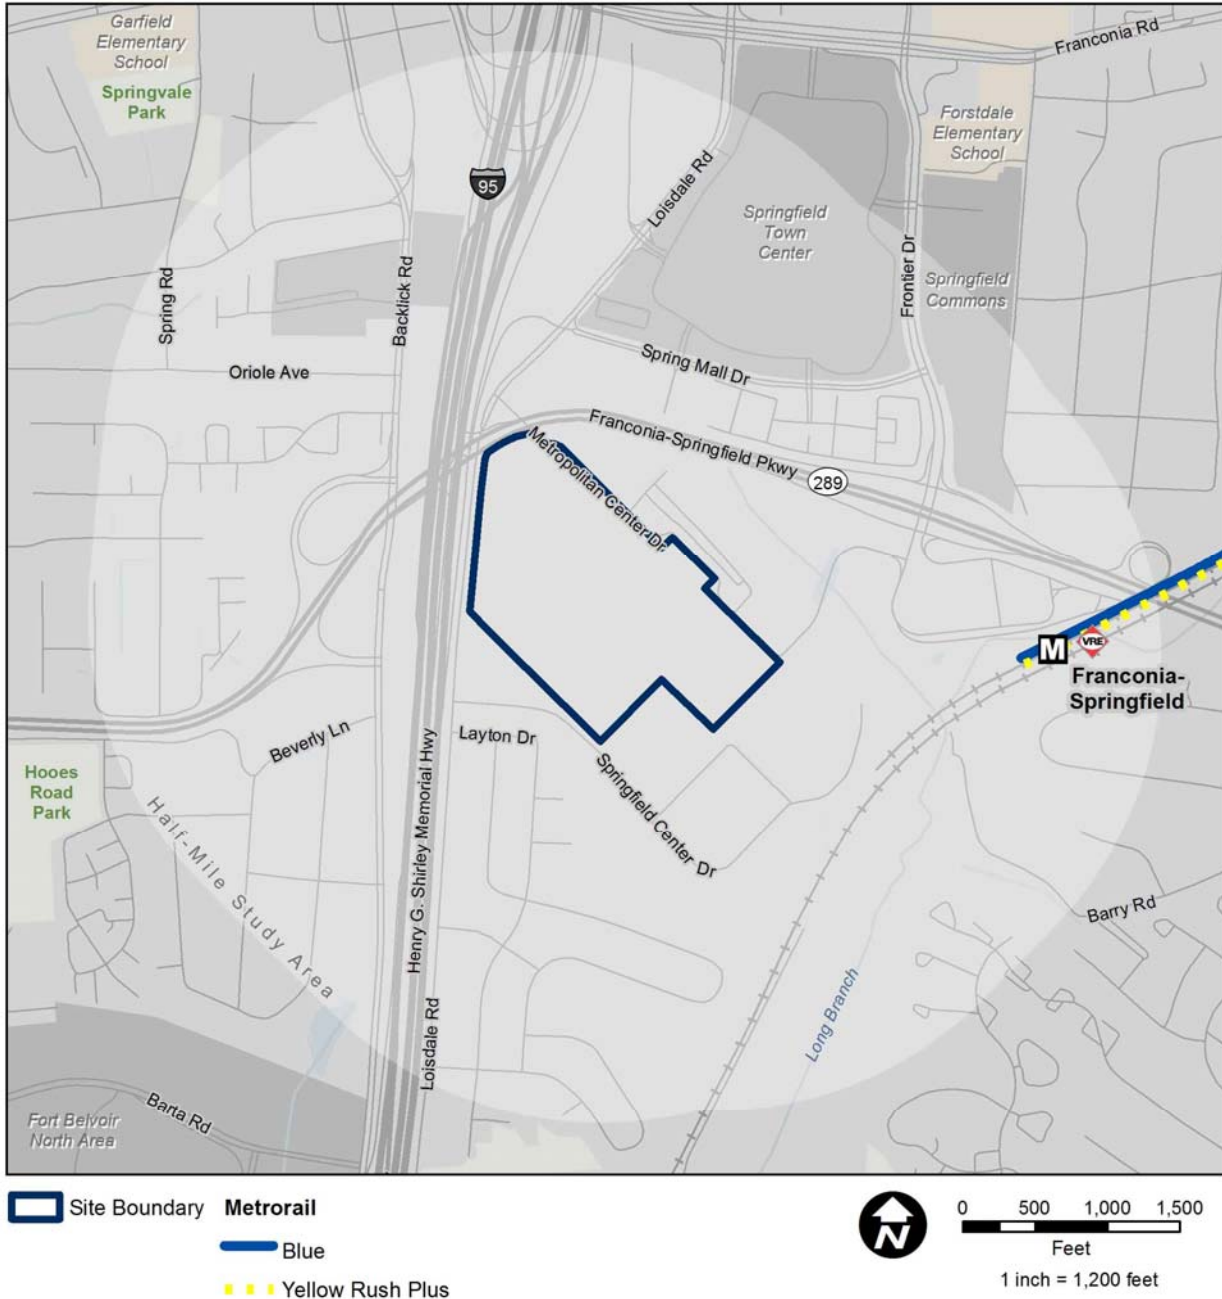 Garfield
Elementary
School
Springvale
Park
Franconia Rd
Forstdale
Elementary
School
95
Loisdale Rd
Springfield
Town
Center
Frontier Dr
Springfield
Commons
Spring Rd
Backlick Rd
Oriole Ave
Spring Mall Dr
Franconia-Springfield Pkwy
289
Metropolitan Center Dr
M
VRE
Franconia-
Springfield
Beverly Ln
Layton Dr
Henry G. Shirley Memorial Hwy
Springfield Center Dr
Hooes
Road
Park
Half-Mile Study Area
Barry Rd
Long Branch
Loisdale Rd
Barta Rd
Fort Belvoir
North Area
Site Boundary
Metrorail
Blue
Yellow Rush Plus
N
0 500 1,000 1,500
Feet
1 inch = 1,200 feet